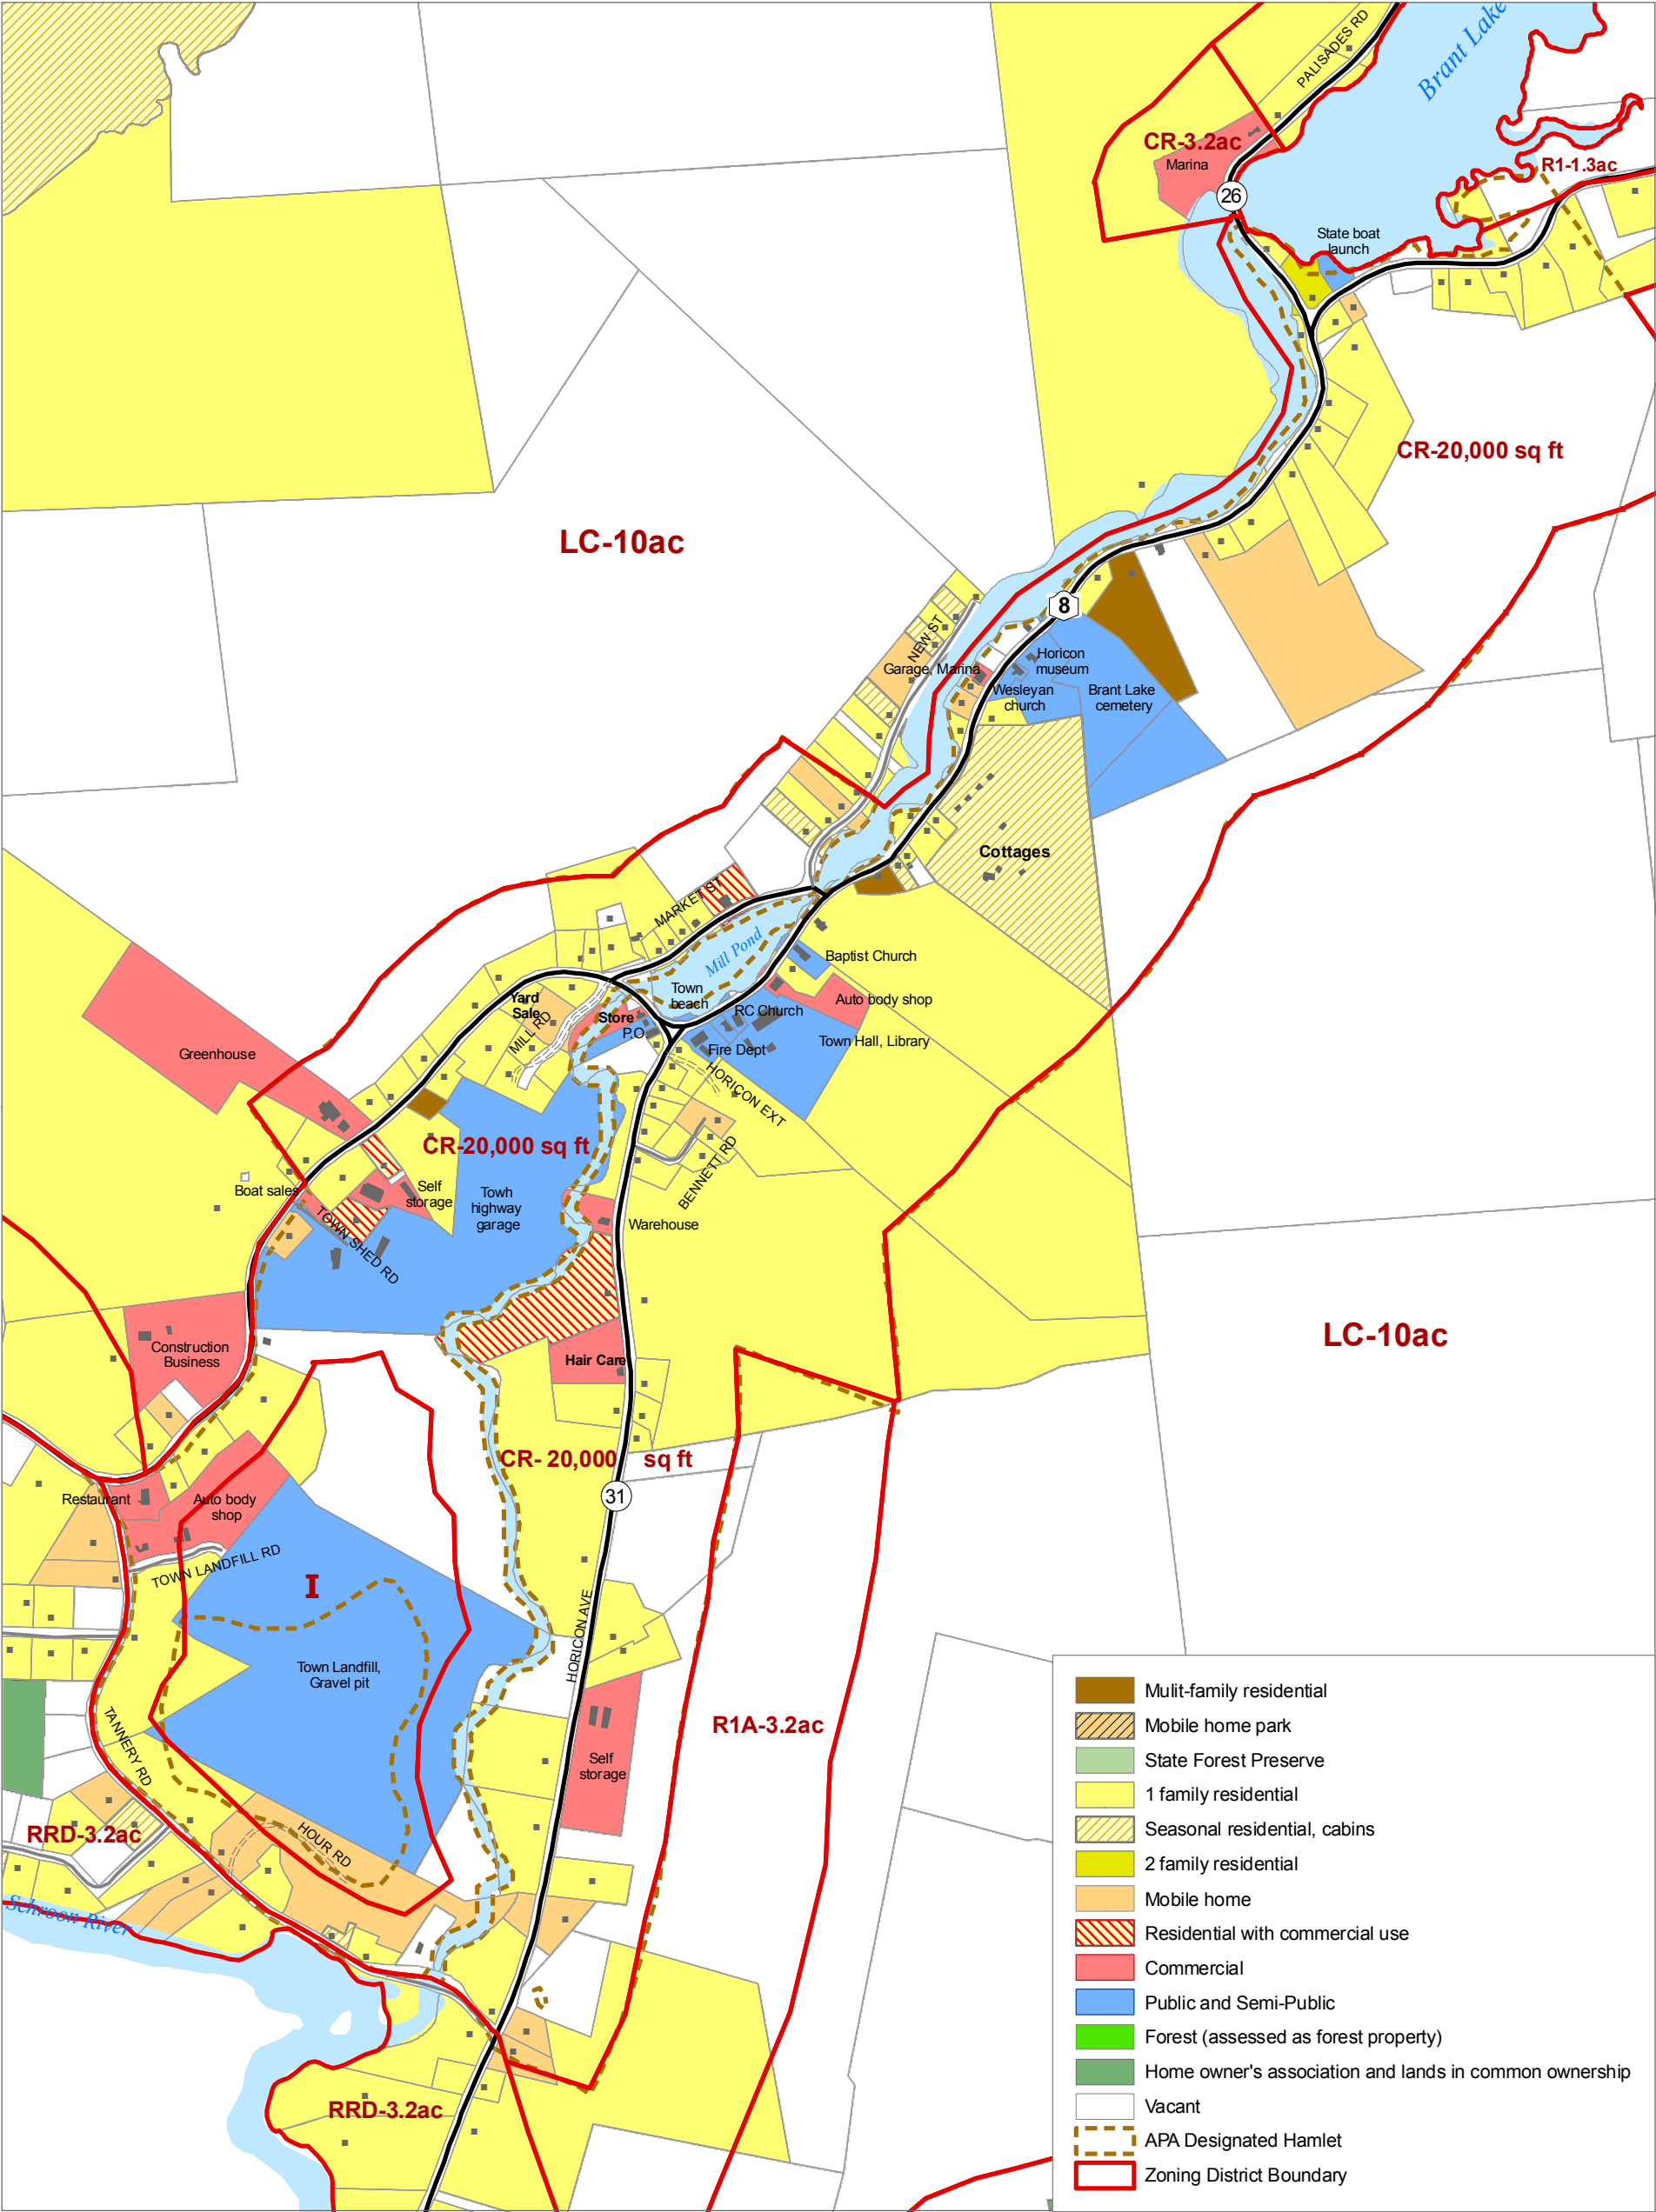 PALISADES RD
Brant Lake
CR-3.2ac
Marina
R1-1.3ac
26
State boat
launch
CR-20,000 sq ft
LC-10ac
8
NEW ST
Garage, Marina
Horicon
museum
Wesleyan
church
Brant Lake
cemetery
Cottages
MARKET ST
Mill Pond
Baptist Church
Town
beach
Auto body shop
Yard
Sale
Store
P.O.
RC Church
MILL RD
Town Hall, Library
Fire Dept
Greenhouse
HORICON EXT
CR-20,000 sq ft
BENNETT RD
Boat sales
Self
storage
Towh
highway
garage
Warehouse
TOWN SHED RD
LC-10ac
Construction
Business
Hair Care
CR- 20,000 sq ft
31
Restaurant
Auto body
shop
TOWN LANDFILL RD
I
HORICON AVE
Town Landfill,
Gravel pit
TANNERY RD
R1A-3.2ac
Self
storage
RRD-3.2ac
HOUR RD
Schroon River
RRD-3.2ac
Mulit-family residential
Mobile home park
State Forest Preserve
1 family residential
Seasonal residential, cabins
2 family residential
Mobile home
Residential with commercial use
Commercial
Public and Semi-Public
Forest (assessed as forest property)
Home owner's association and lands in common ownership
Vacant
APA Designated Hamlet
Zoning District Boundary